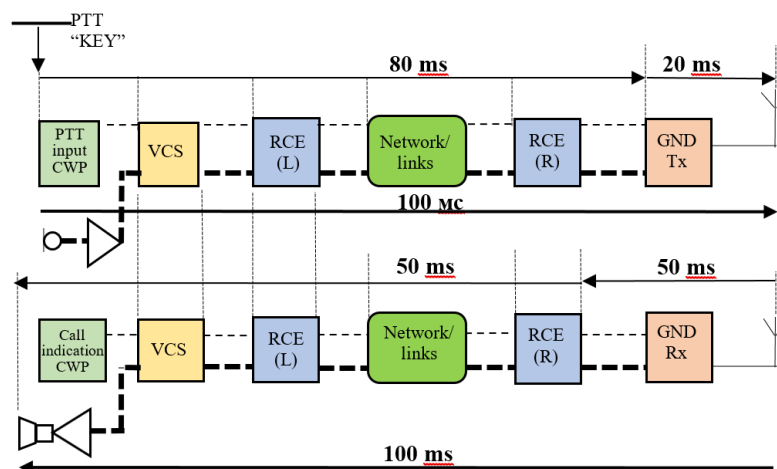 PTT
“KEY”
80 ms
20 ms
PTT
input
CWP
VCS
RCE
(L)
Network/
links
RCE
(R)
GND
Tx
100 мс
50 ms
50 ms
Call
indication
CWP
VCS
RCE
(L)
Network/
links
RCE
(R)
GND
Rx
100 ms